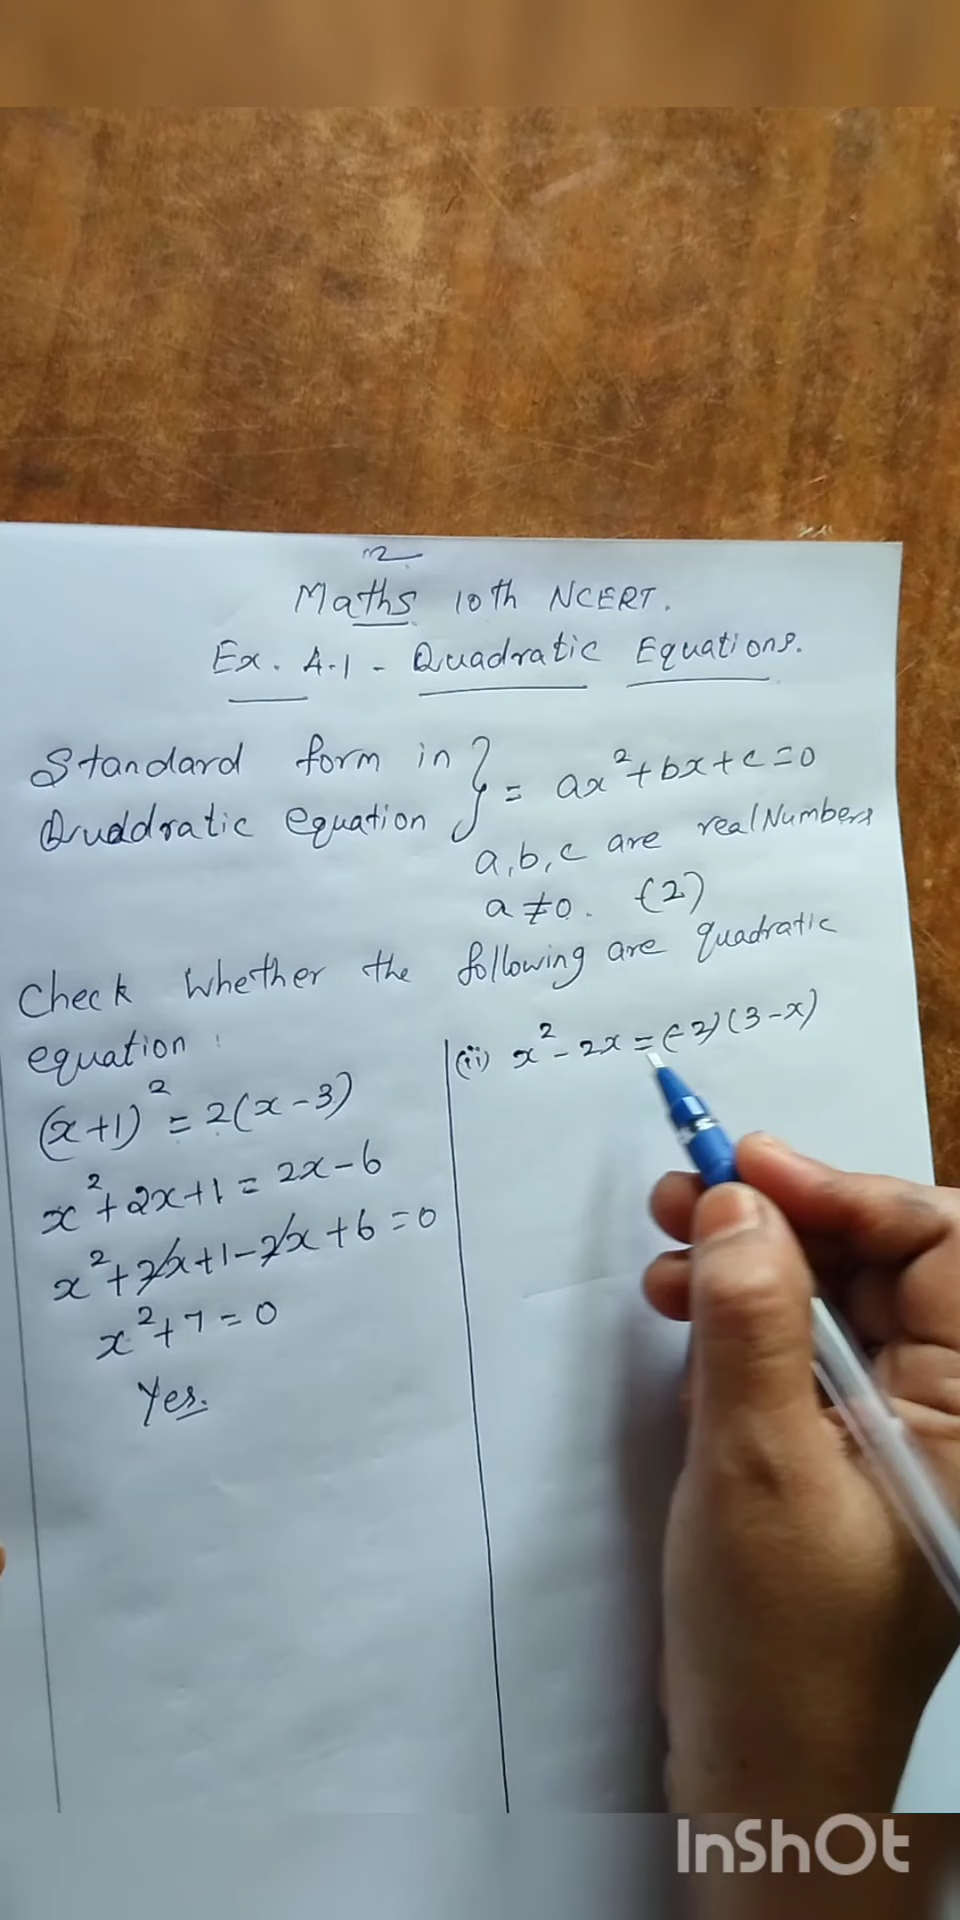 Maths 10th NCERT.
Ex. 4.1 - Quadratic Equations.
Standard form in } = ax²+bx+c=0
Quadratic equation
a, b, c are real Numbers
a ≠ 0. (2)
Check whether the following are quadratic
equation :
(x+1)² = 2(x-3)
x²+2x+1 = 2x-6
x²+2x+1-2x+6=0
x²+7=0
Yes.
(ii) x²-2x=(-2)(3-x)
InShOt